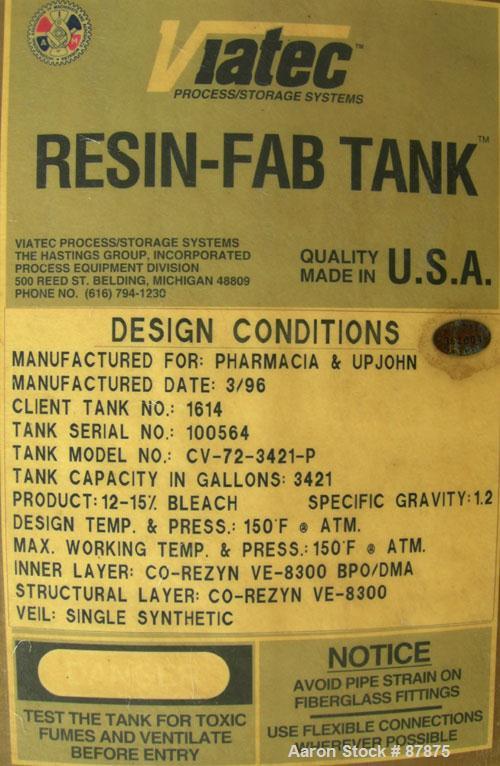 Viatec™
PROCESS/STORAGE SYSTEMS
RESIN-FAB TANK™
VIATEC PROCESS/STORAGE SYSTEMS
THE HASTINGS GROUP, INCORPORATED
PROCESS EQUIPMENT DIVISION
500 REED ST. BELDING, MICHIGAN 48809
PHONE NO. (616) 794-1230
QUALITY
MADE IN U.S.A.
DESIGN CONDITIONS
MANUFACTURED FOR: PHARMACIA & UPJOHN
MANUFACTURED DATE: 3/96
CLIENT TANK NO.: 1614
TANK SERIAL NO.: 100564
TANK MODEL NO.: CV-72-3421-P
TANK CAPACITY IN GALLONS: 3421
PRODUCT: 12-15% BLEACH SPECIFIC GRAVITY: 1.2
DESIGN TEMP. & PRESS.: 150°F @ ATM.
MAX. WORKING TEMP. & PRESS.: 150°F @ ATM.
INNER LAYER: CO-REZYN VE-8300 BPO/DMA
STRUCTURAL LAYER: CO-REZYN VE-8300
VEIL: SINGLE SYNTHETIC
TEST THE TANK FOR TOXIC
FUMES AND VENTILATE
BEFORE ENTRY
NOTICE
AVOID PIPE STRAIN ON
FIBERGLASS FITTINGS
USE FLEXIBLE CONNECTIONS
WHEREVER POSSIBLE
Aaron Stock # 87875